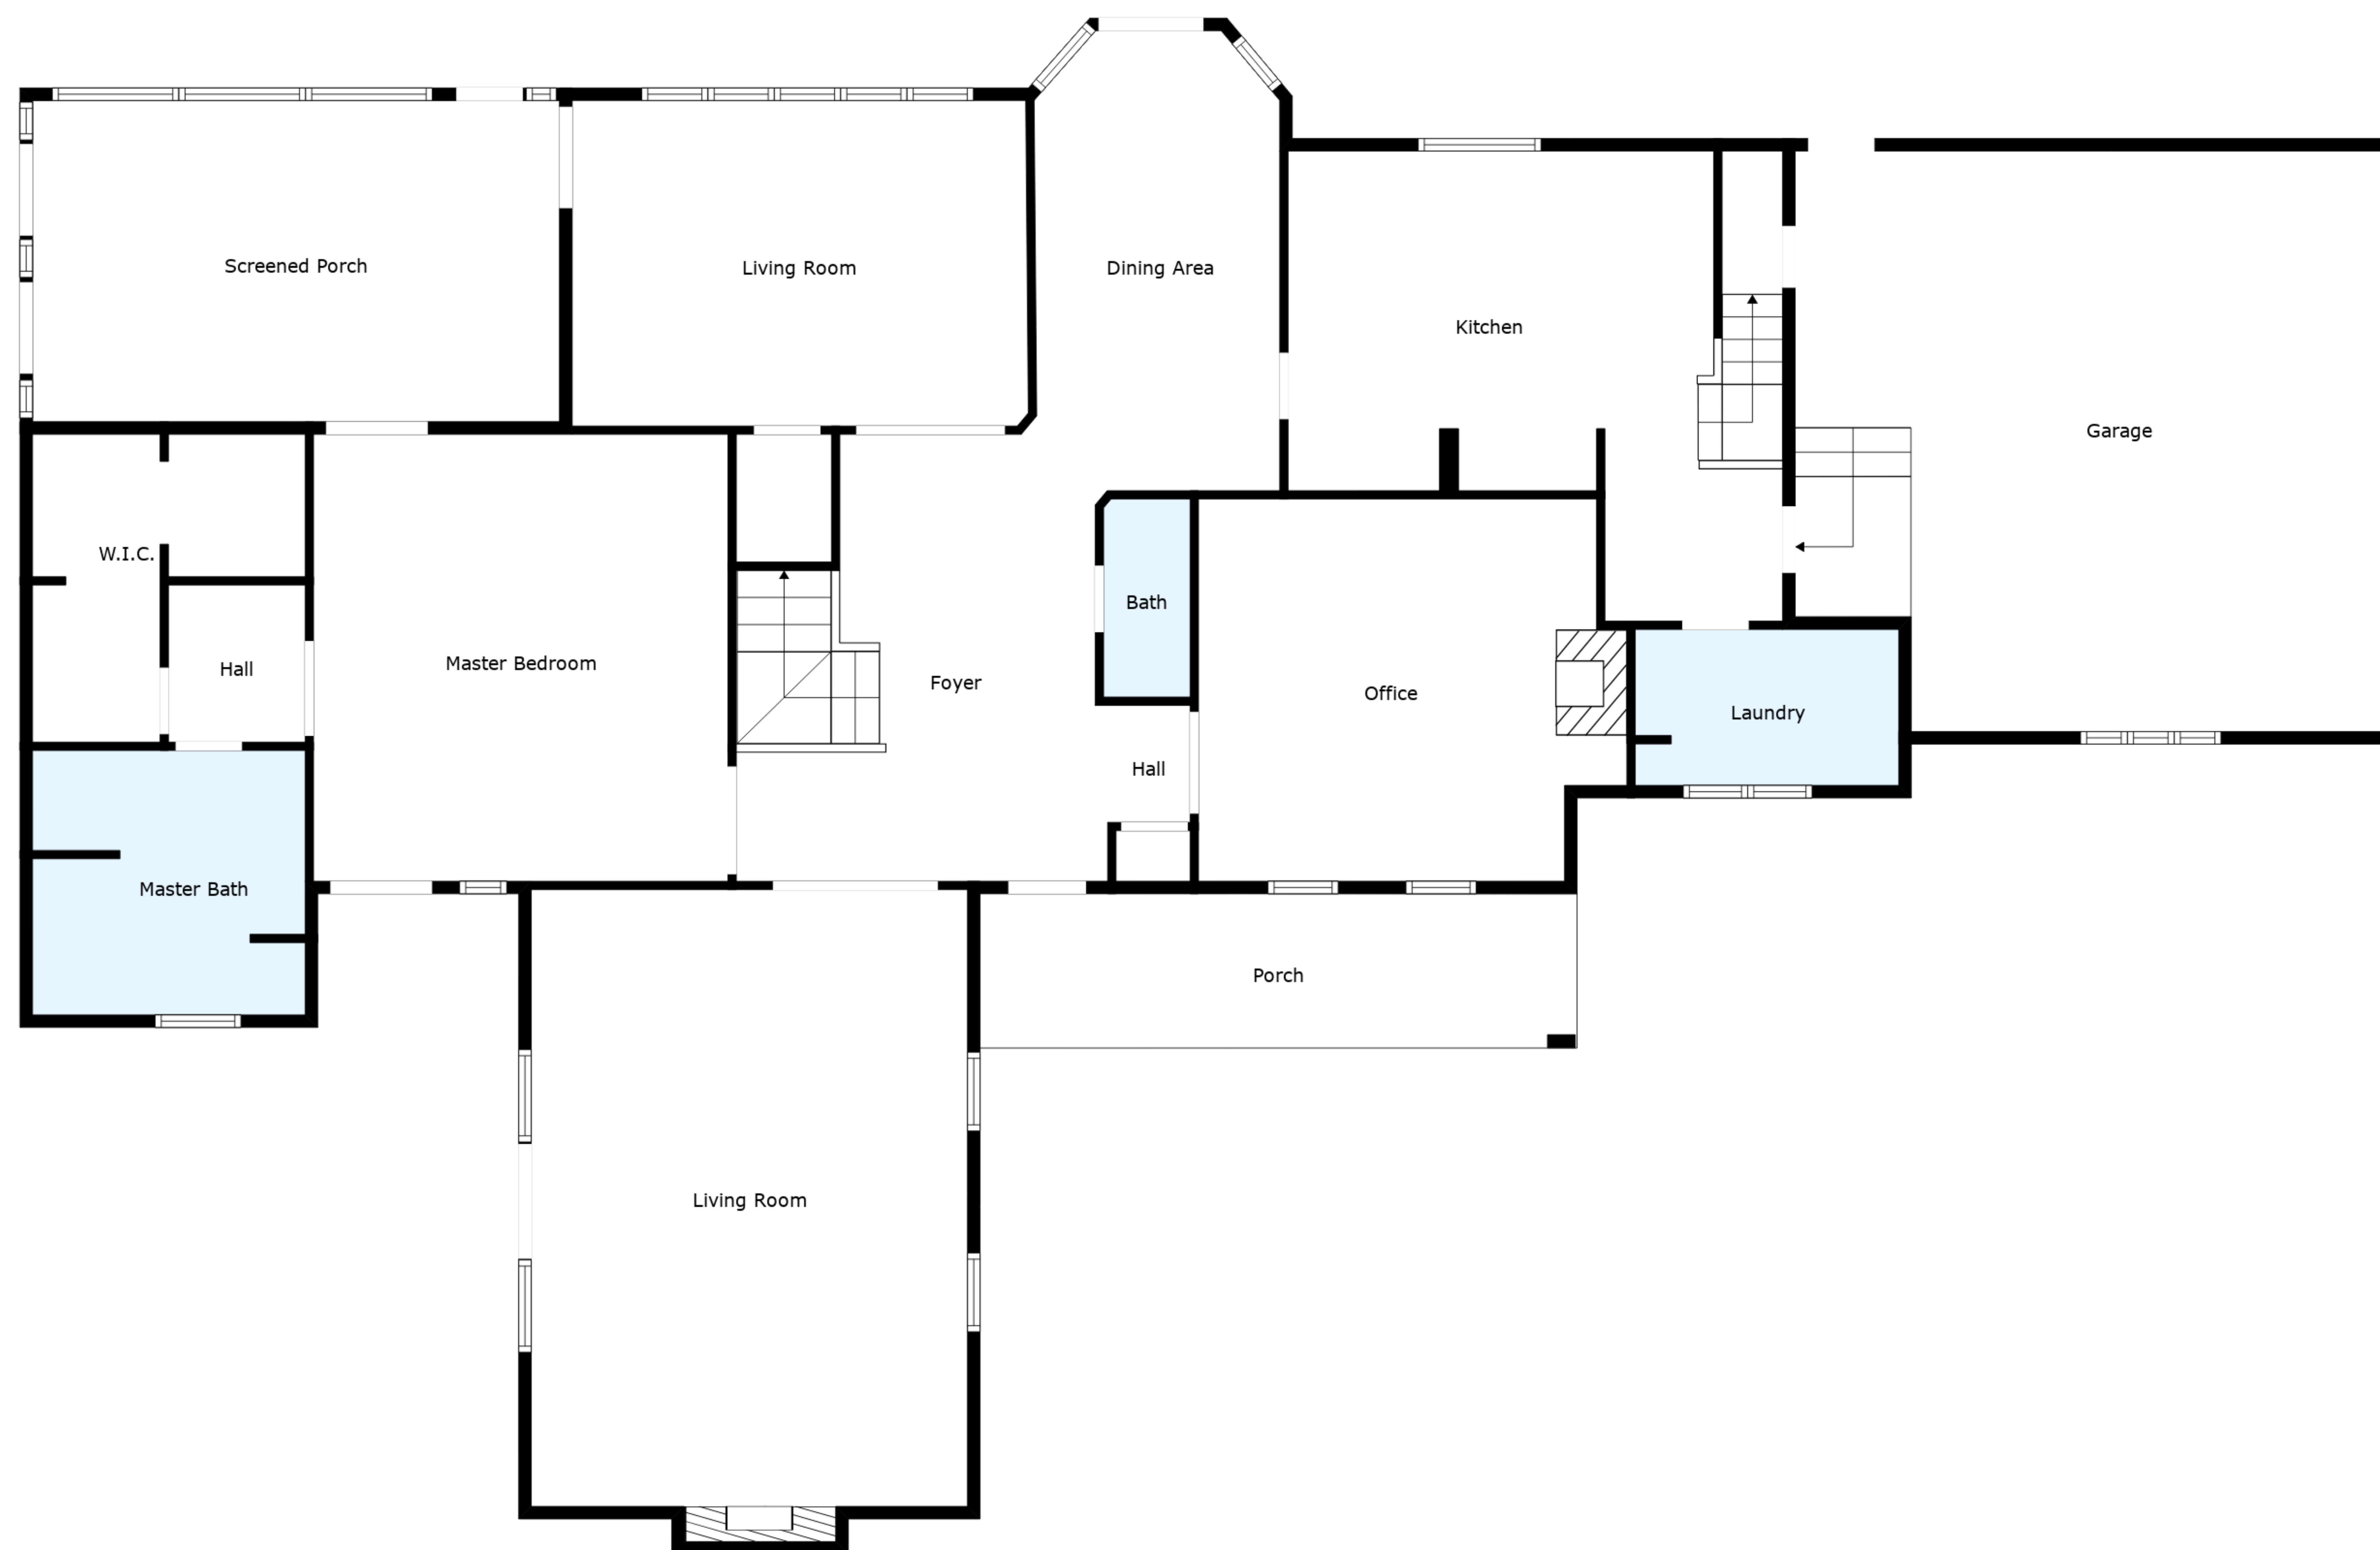 Screened Porch
Living Room
Dining Area
Kitchen
Garage
W.I.C.
Bath
Hall
Master Bedroom
Foyer
Office
Laundry
Hall
Master Bath
Porch
Living Room